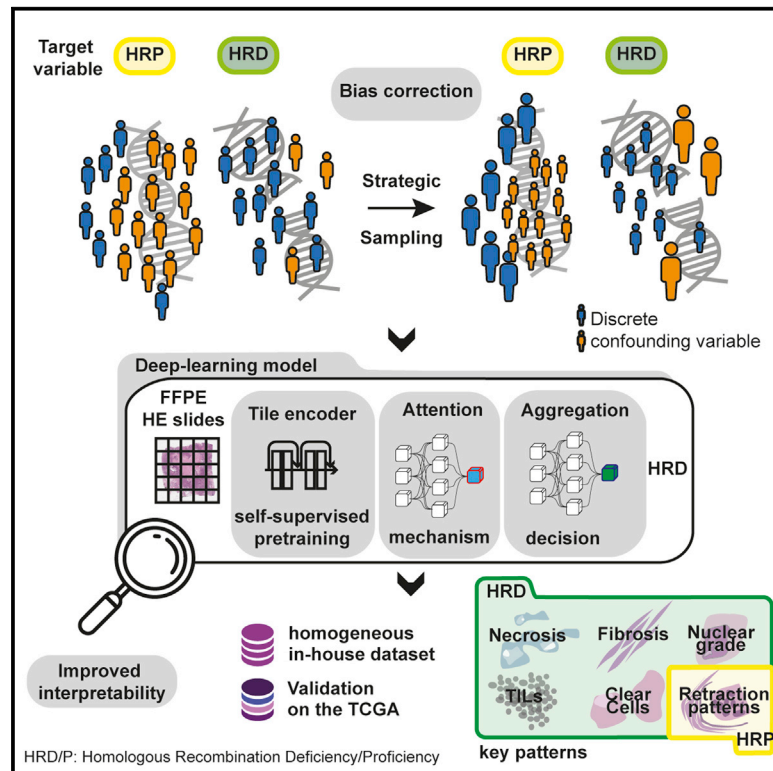 Target
variable
HRP
HRD
HRP
HRD
Bias correction
Strategic
Sampling
Discrete
confounding variable
Deep-learning model
FFPE
HE slides
Tile encoder
self-supervised
pretraining
Attention
mechanism
Aggregation
decision
HRD
Improved
interpretability
homogeneous
in-house dataset
Validation
on the TCGA
HRD
Necrosis
Fibrosis
Nuclear
grade
TILs
Clear
Cells
Retraction
patterns
key patterns
HRP
HRD/P: Homologous Recombination Deficiency/Proficiency